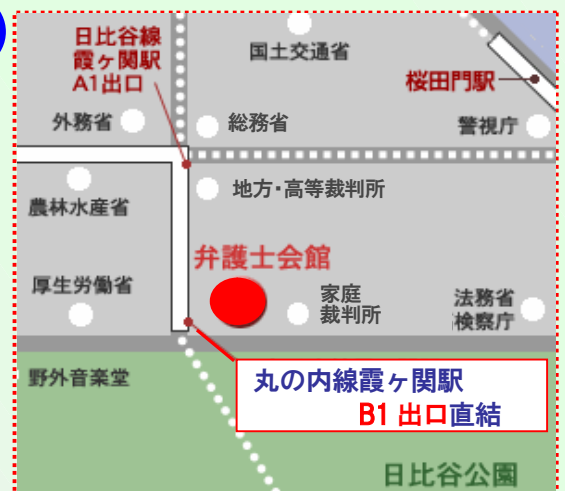 日比谷線
霞ヶ関駅
A1出口
国土交通省
桜田門駅
外務省
総務省
警視庁
地方・高等裁判所
農林水産省
弁護士会館
厚生労働省
家庭
裁判所
法務省
検察庁
野外音楽堂
丸の内線霞ヶ関駅
B1 出口直結
日比谷公園